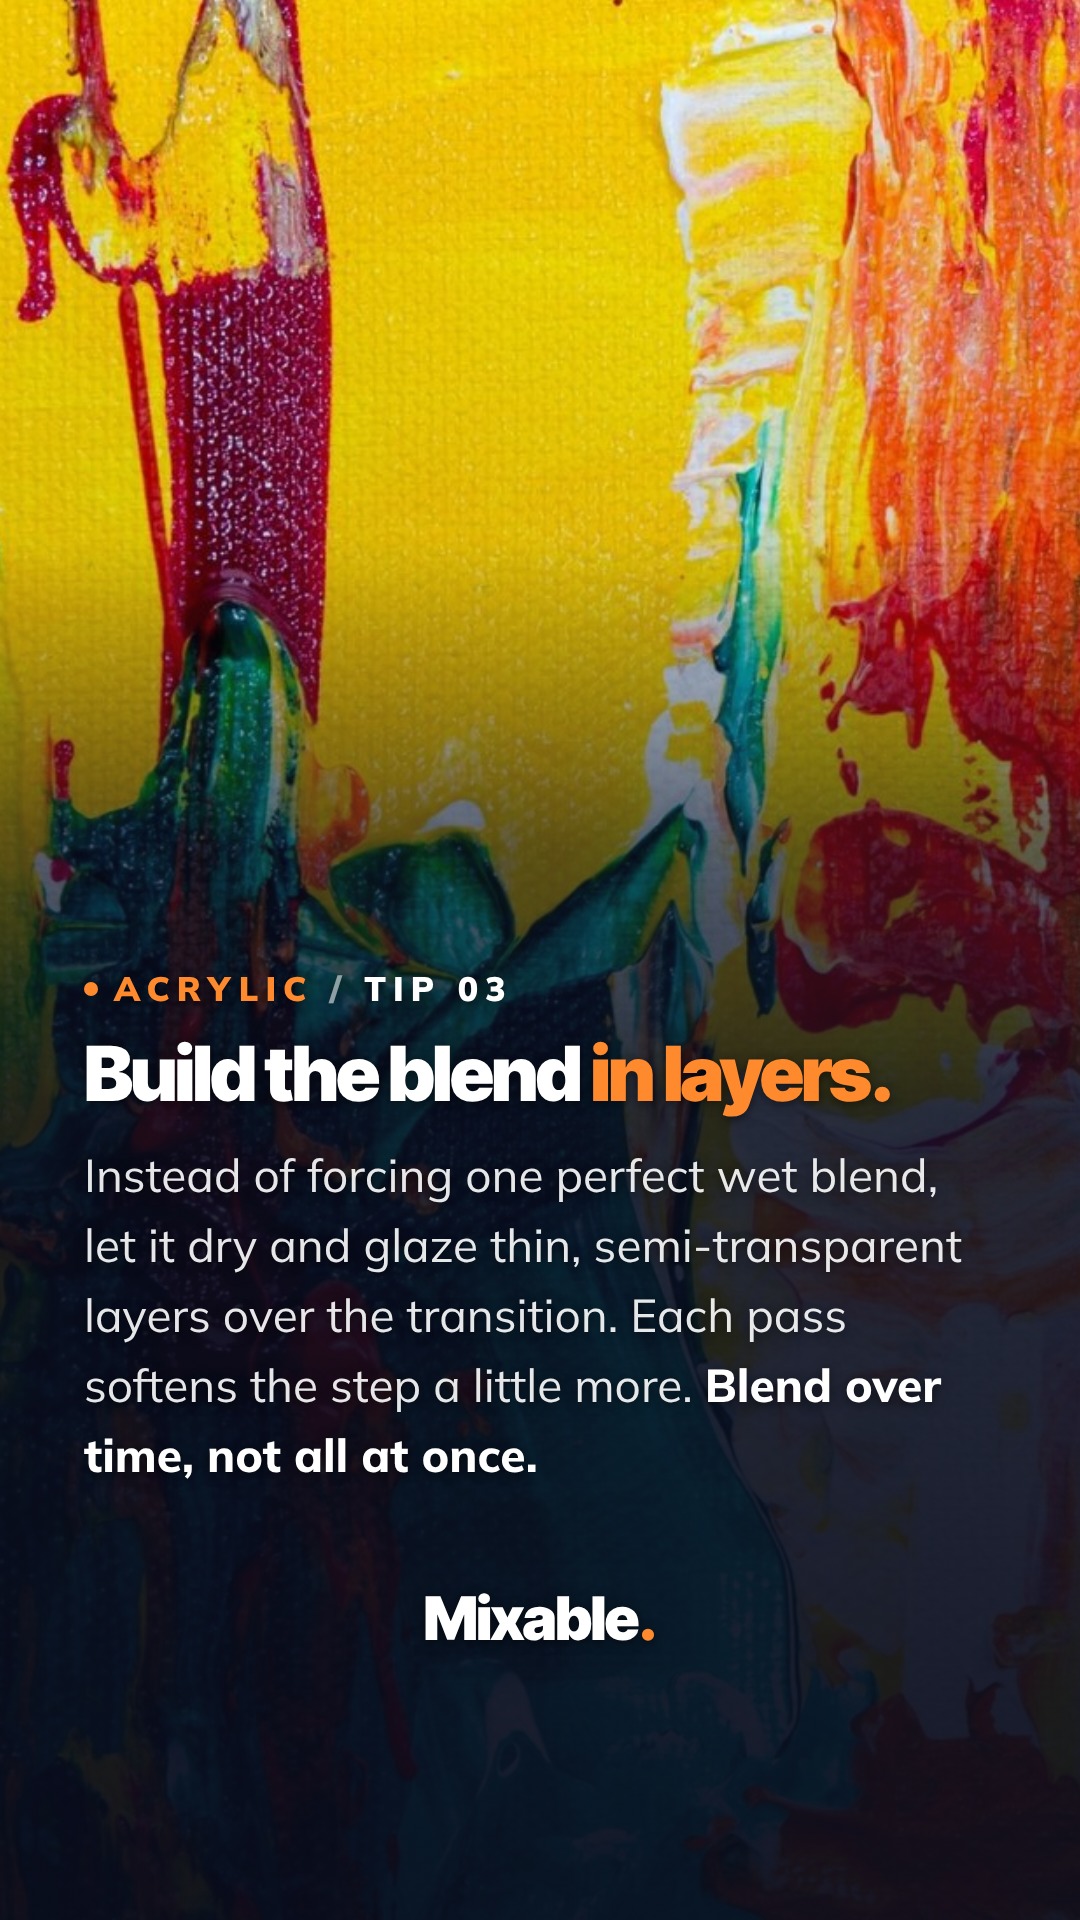 • ACRYLIC / TIP 03
Build the blend in layers.
Instead of forcing one perfect wet blend,
let it dry and glaze thin, semi-transparent
layers over the transition. Each pass
softens the step a little more. Blend over
time, not all at once.
Mixable.